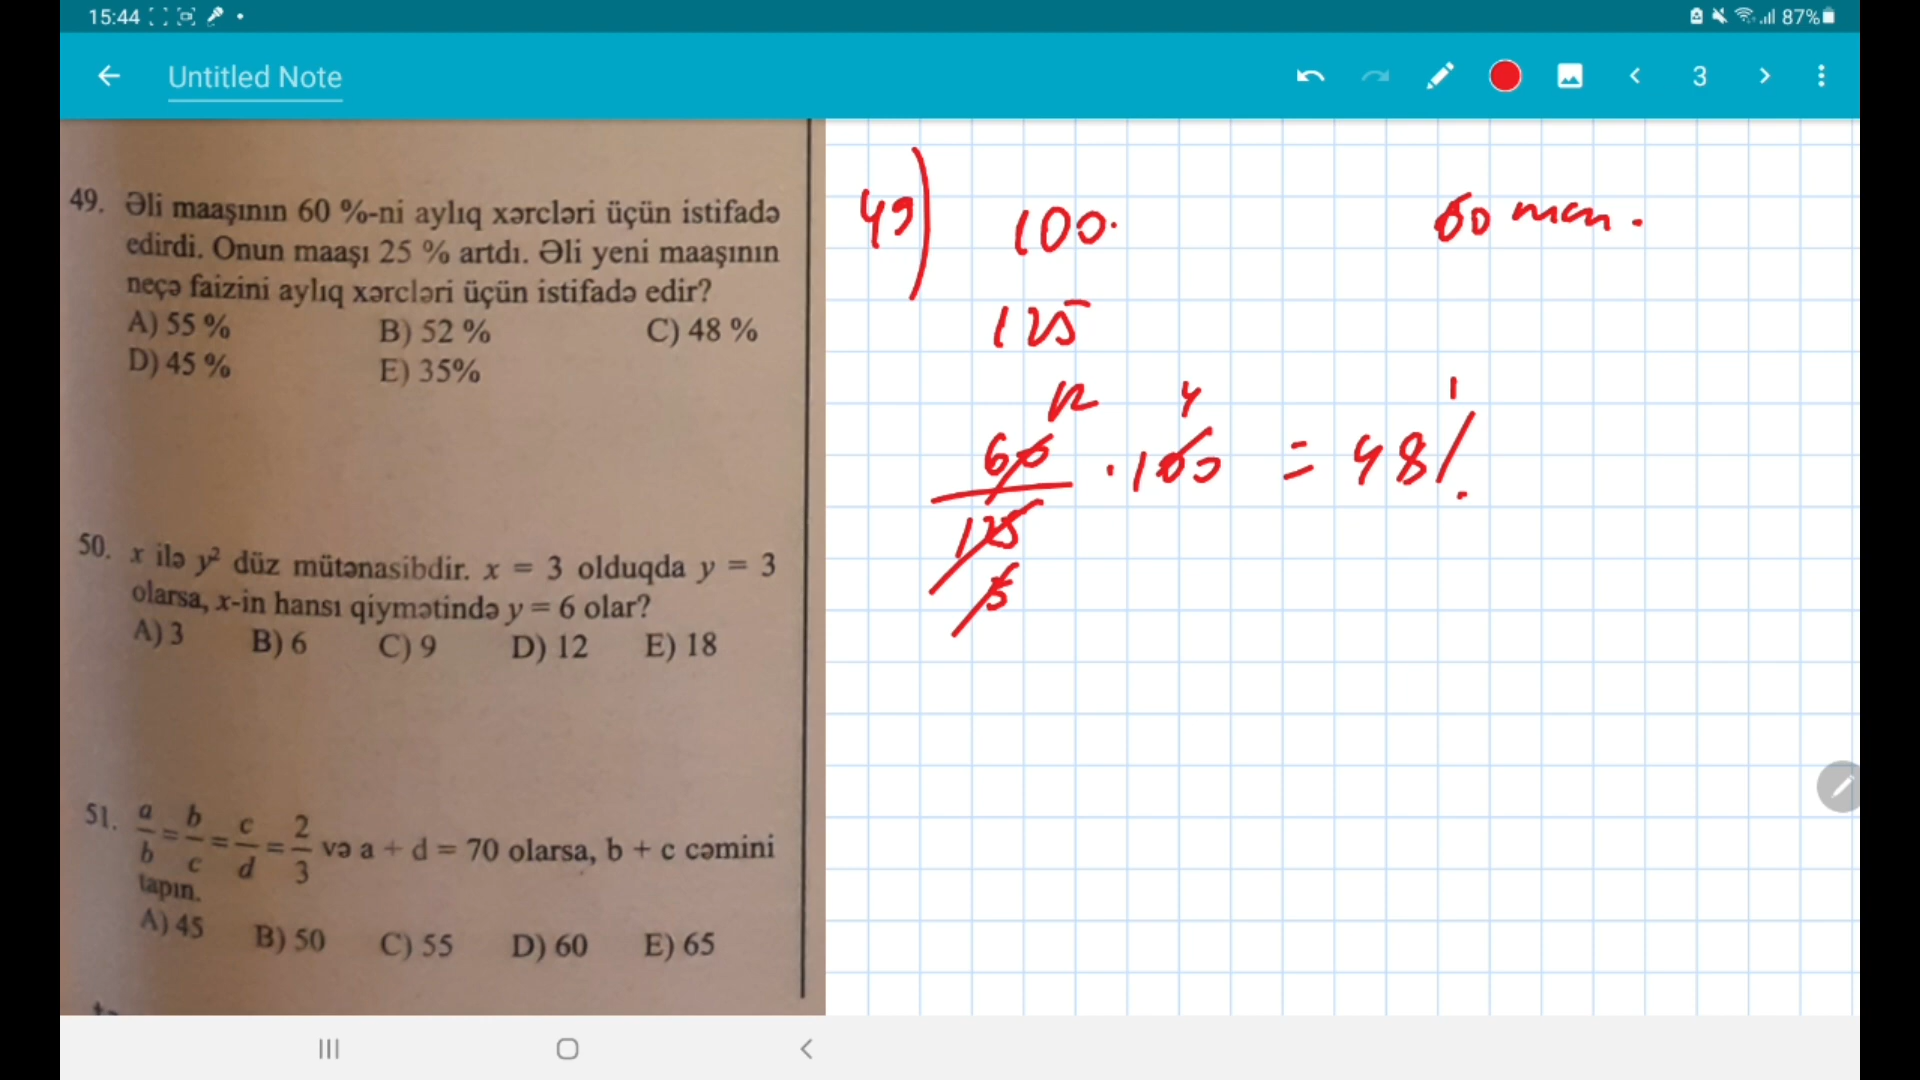 15:44
87%
Untitled Note
3
49. Əli maaşının 60 %-ni aylıq xərcləri üçün istifadə
edirdi. Onun maaşı 25 % artdı. Əli yeni maaşının
neçə faizini aylıq xərcləri üçün istifadə edir?
A) 55 % B) 52 % C) 48 %
D) 45 % E) 35%
50. x ilə y² düz mütənasibdir. x = 3 olduqda y = 3
olarsa, x-in hansı qiymətində y = 6 olar?
A) 3 B) 6 C) 9 D) 12 E) 18
51. a/b = b/c = c/d = 2/3 və a + d = 70 olarsa, b + c cəmini
tapın.
A) 45 B) 50 C) 55 D) 60 E) 65
49) 100. 60 man.
125
12 4
60/125 · 100 = 48%
5